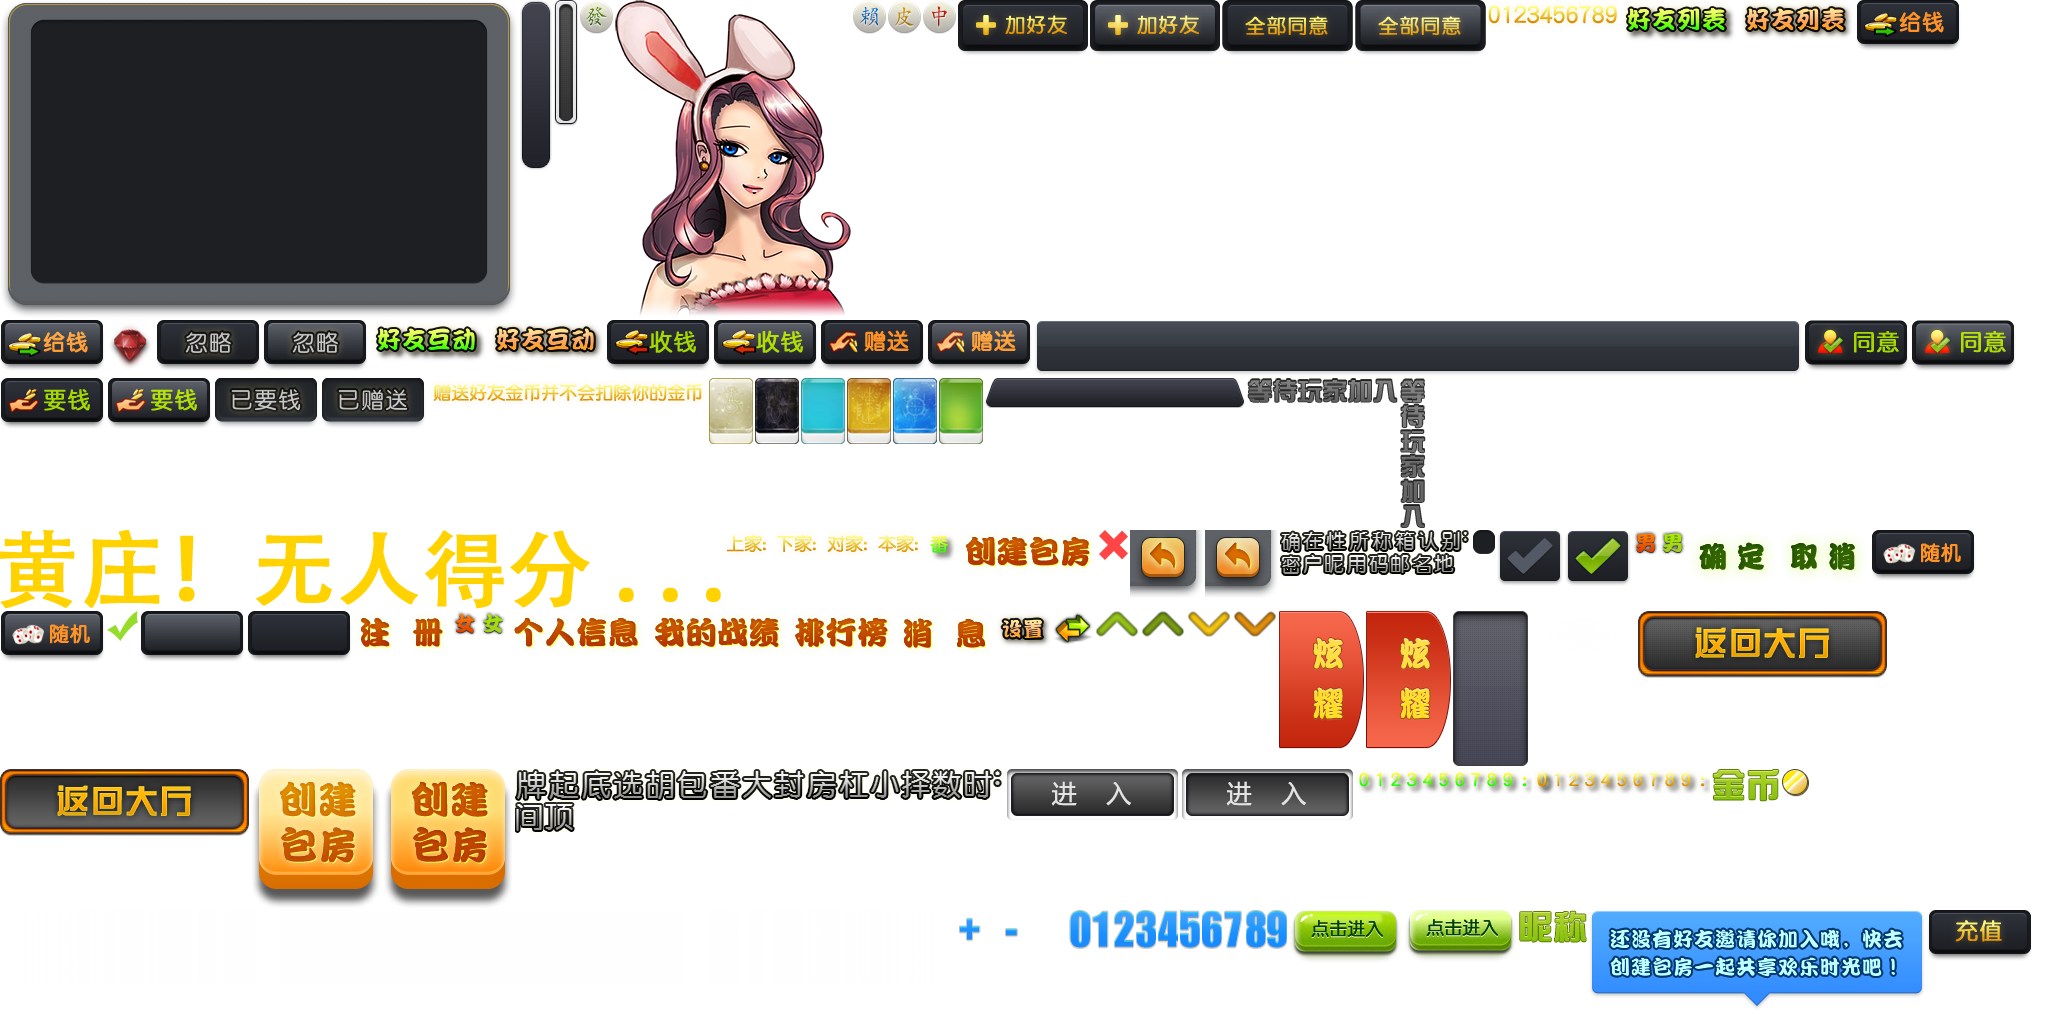 發
賴 皮 中
加好友
加好友
全部同意
全部同意
0123456789
好友列表
好友列表
给钱
给钱
忽略
忽略
好友互动
好友互动
收钱
收钱
赠送
赠送
同意
同意
要钱
要钱
已要钱
已赠送
赠送好友金币并不会扣除你的金币
等待玩家加入
等待玩家加入
黄庄！无人得分...
上家: 下家: 对家: 本家: 番
创建包房
确在性所称箱认别:
密户昵用码邮名地
男 男
确定
取消
随机
随机
注 册
女 女
个人信息
我的战绩
排行榜
消 息
设置
炫耀
炫耀
返回大厅
返回大厅
创建
包房
创建
包房
牌起底选胡包番大封房杠小择数时:
间顶
进 入
进 入
0123456789:
0123456789:
金币
+ -
0123456789
点击进入
点击进入
昵称
还没有好友邀请你加入哦，快去
创建包房一起共享欢乐时光吧！
充值